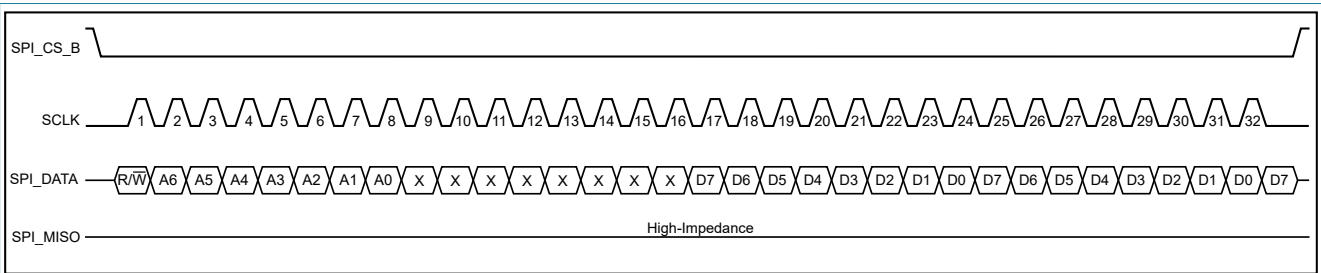 SPI_CS_B
SCLK 1 2 3 4 5 6 7 8 9 10 11 12 13 14 15 16 17 18 19 20 21 22 23 24 25 26 27 28 29 30 31 32
SPI_DATA R/W̅ A6 A5 A4 A3 A2 A1 A0 X X X X X X X X D7 D6 D5 D4 D3 D2 D1 D0 D7 D6 D5 D4 D3 D2 D1 D0 D7
SPI_MISO High-Impedance